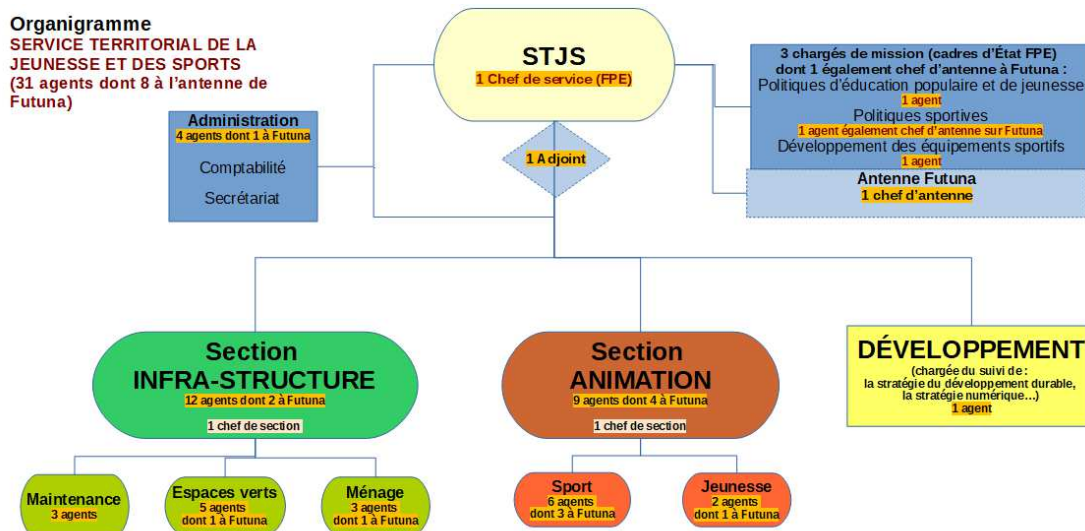 Organigramme
SERVICE TERRITORIAL DE LA
JEUNESSE ET DES SPORTS
(31 agents dont 8 à l'antenne de
Futuna)
STJS
1 Chef de service (FPE)
3 chargés de mission (cadres d'État FPE)
dont 1 également chef d'antenne à Futuna :
Politiques d'éducation populaire et de jeunesse
1 agent
Politiques sportives
1 agent également chef d'antenne sur Futuna
Développement des équipements sportifs
1 agent
Antenne Futuna
1 chef d'antenne
Administration
4 agents dont 1 à Futuna
Comptabilité
Secrétariat
1 Adjoint
Section
INFRA-STRUCTURE
12 agents dont 2 à Futuna
1 chef de section
Section
ANIMATION
9 agents dont 4 à Futuna
1 chef de section
DÉVELOPPEMENT
(chargée du suivi de :
la stratégie du développement durable,
la stratégie numérique...)
1 agent
Maintenance
3 agents
Espaces verts
5 agents
dont 1 à Futuna
Ménage
3 agents
dont 1 à Futuna
Sport
6 agents
dont 3 à Futuna
Jeunesse
2 agents
dont 1 à Futuna